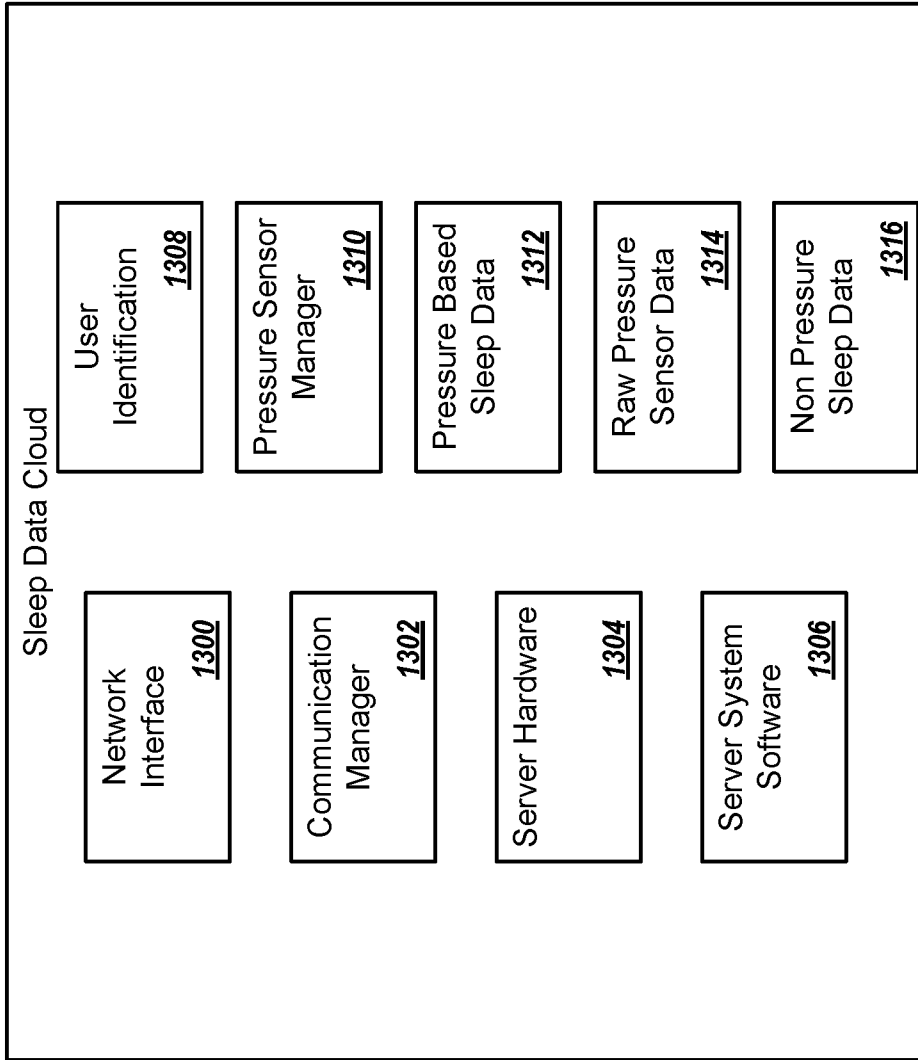 Sleep Data Cloud
Network
Interface
1300
Communication
Manager
1302
Server Hardware
1304
Server System
Software
1306
User
Identification
1308
Pressure Sensor
Manager
1310
Pressure Based
Sleep Data
1312
Raw Pressure
Sensor Data
1314
Non Pressure
Sleep Data
1316